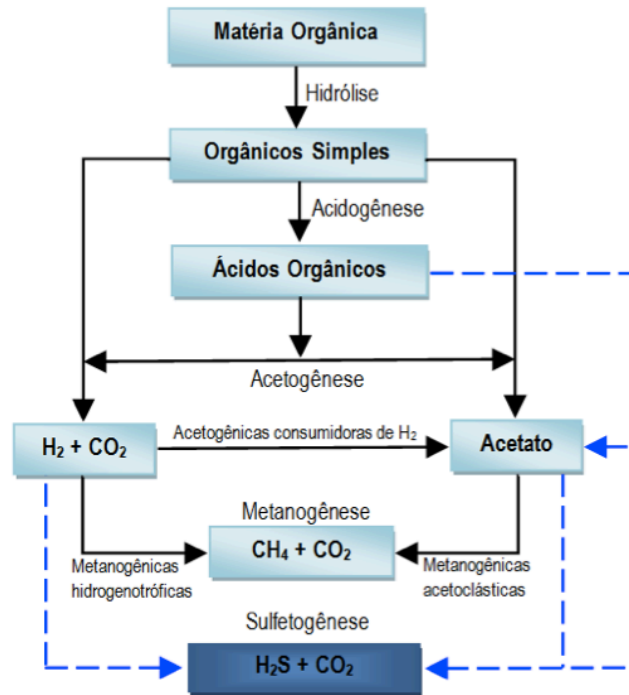 Matéria Orgânica
Hidrólise
Orgânicos Simples
Acidogênese
Ácidos Orgânicos
Acetogênese
H₂ + CO₂
Acetogênicas consumidoras de H₂
Acetato
Metanogênese
CH₄ + CO₂
Metanogênicas
hidrogenotróficas
Metanogênicas
acetoclásticas
Sulfetogênese
H₂S + CO₂